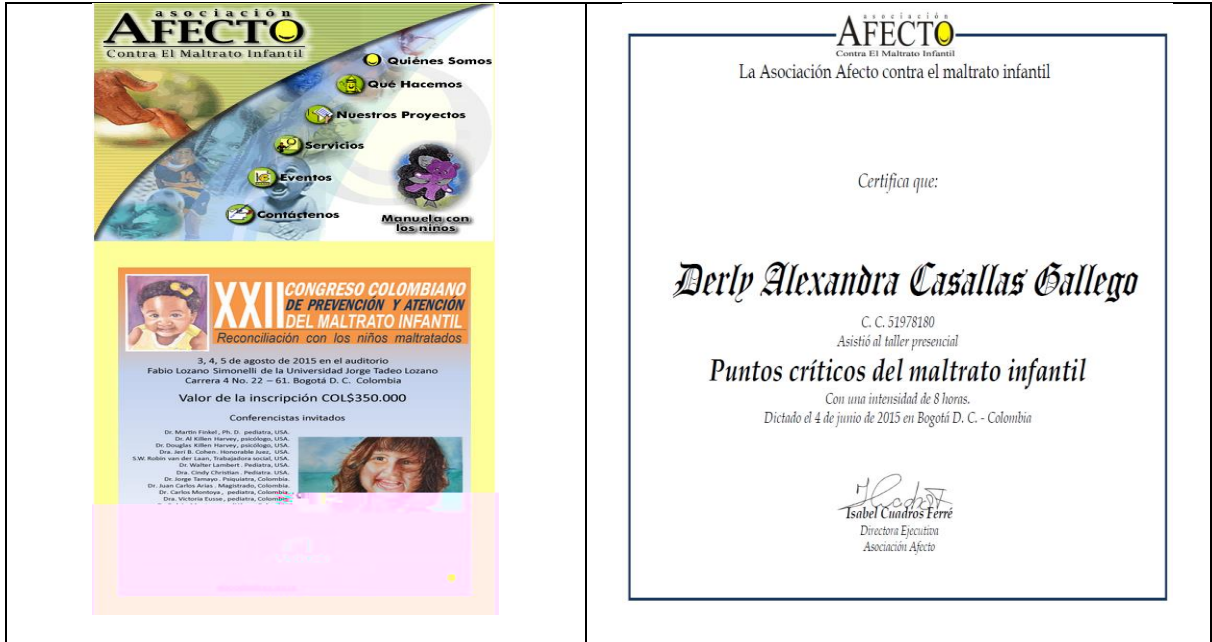 asociación
AFECTO
Contra El Maltrato Infantil
Quiénes Somos
Qué Hacemos
Nuestros Proyectos
Servicios
Eventos
Contáctenos
Manuela con
los niños
XXII CONGRESO COLOMBIANO
DE PREVENCIÓN Y ATENCIÓN
DEL MALTRATO INFANTIL
Reconciliación con los niños maltratados
3, 4, 5 de agosto de 2015 en el auditorio
Fabio Lozano Simonelli de la Universidad Jorge Tadeo Lozano
Carrera 4 No. 22 – 61. Bogotá D. C. Colombia
Valor de la inscripción COL$350.000
Conferencistas invitados
Dr. Martin Finkel, Ph. D. pediatra, USA.
Dr. Al Killen Harvey, psicólogo, USA.
Dr. Douglas Killen Harvey, psicólogo, USA.
Dra. Jeri B. Cohen. Honorable Juez, USA.
S.W. Robin van der Laan, Trabajadora social, USA.
Dr. Walter Lambert. Pediatra, USA.
Dra. Cindy Christian. Pediatra. USA.
Dr. Jorge Tamayo. Psiquiatra, Colombia.
Dr. Juan Carlos Arias. Magistrado, Colombia.
Dr. Carlos Montoya, pediatra, Colombia.
Dra. Victoria Eusse, pediatra, Colombia.
asociación
AFECTO
Contra El Maltrato Infantil
La Asociación Afecto contra el maltrato infantil
Certifica que:
Derly Alexandra Casallas Gallego
C. C. 51978180
Asistió al taller presencial
Puntos críticos del maltrato infantil
Con una intensidad de 8 horas.
Dictado el 4 de junio de 2015 en Bogotá D. C. - Colombia
Isabel Cuadros Ferré
Directora Ejecutiva
Asociación Afecto